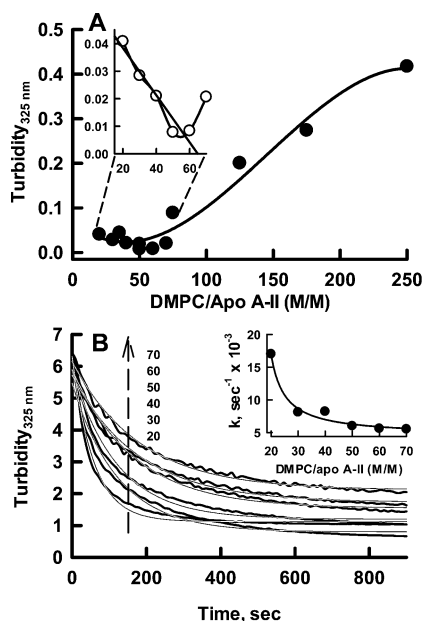 A
0.5
0.4
0.3
0.2
0.1
0.0
Turbidity325 nm
0.04
0.03
0.02
0.01
0.00
20 40 60
0 50 100 150 200 250
DMPC/Apo A-II (M/M)
B
7
6
5
4
3
2
1
0
Turbidity325 nm
70
60
50
40
30
20
20
15
10
5
k, sec-1 x 10-3
20 30 40 50 60 70
DMPC/apo A-II (M/M)
0 200 400 600 800
Time, sec